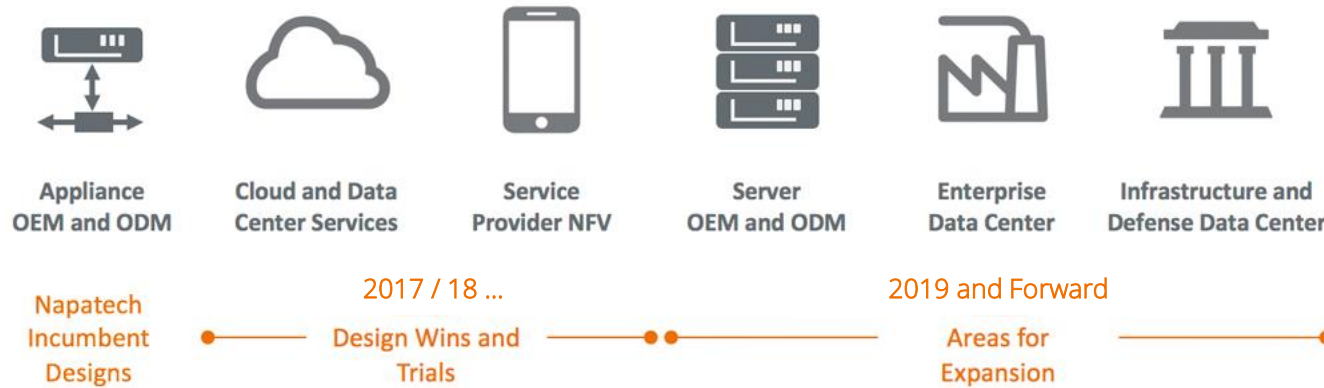 Appliance
OEM and ODM
Cloud and Data
Center Services
Service
Provider NFV
Server
OEM and ODM
Enterprise
Data Center
Infrastructure and
Defense Data Center
Napatech
Incumbent
Designs
2017 / 18 ...
Design Wins and
Trials
2019 and Forward
Areas for
Expansion